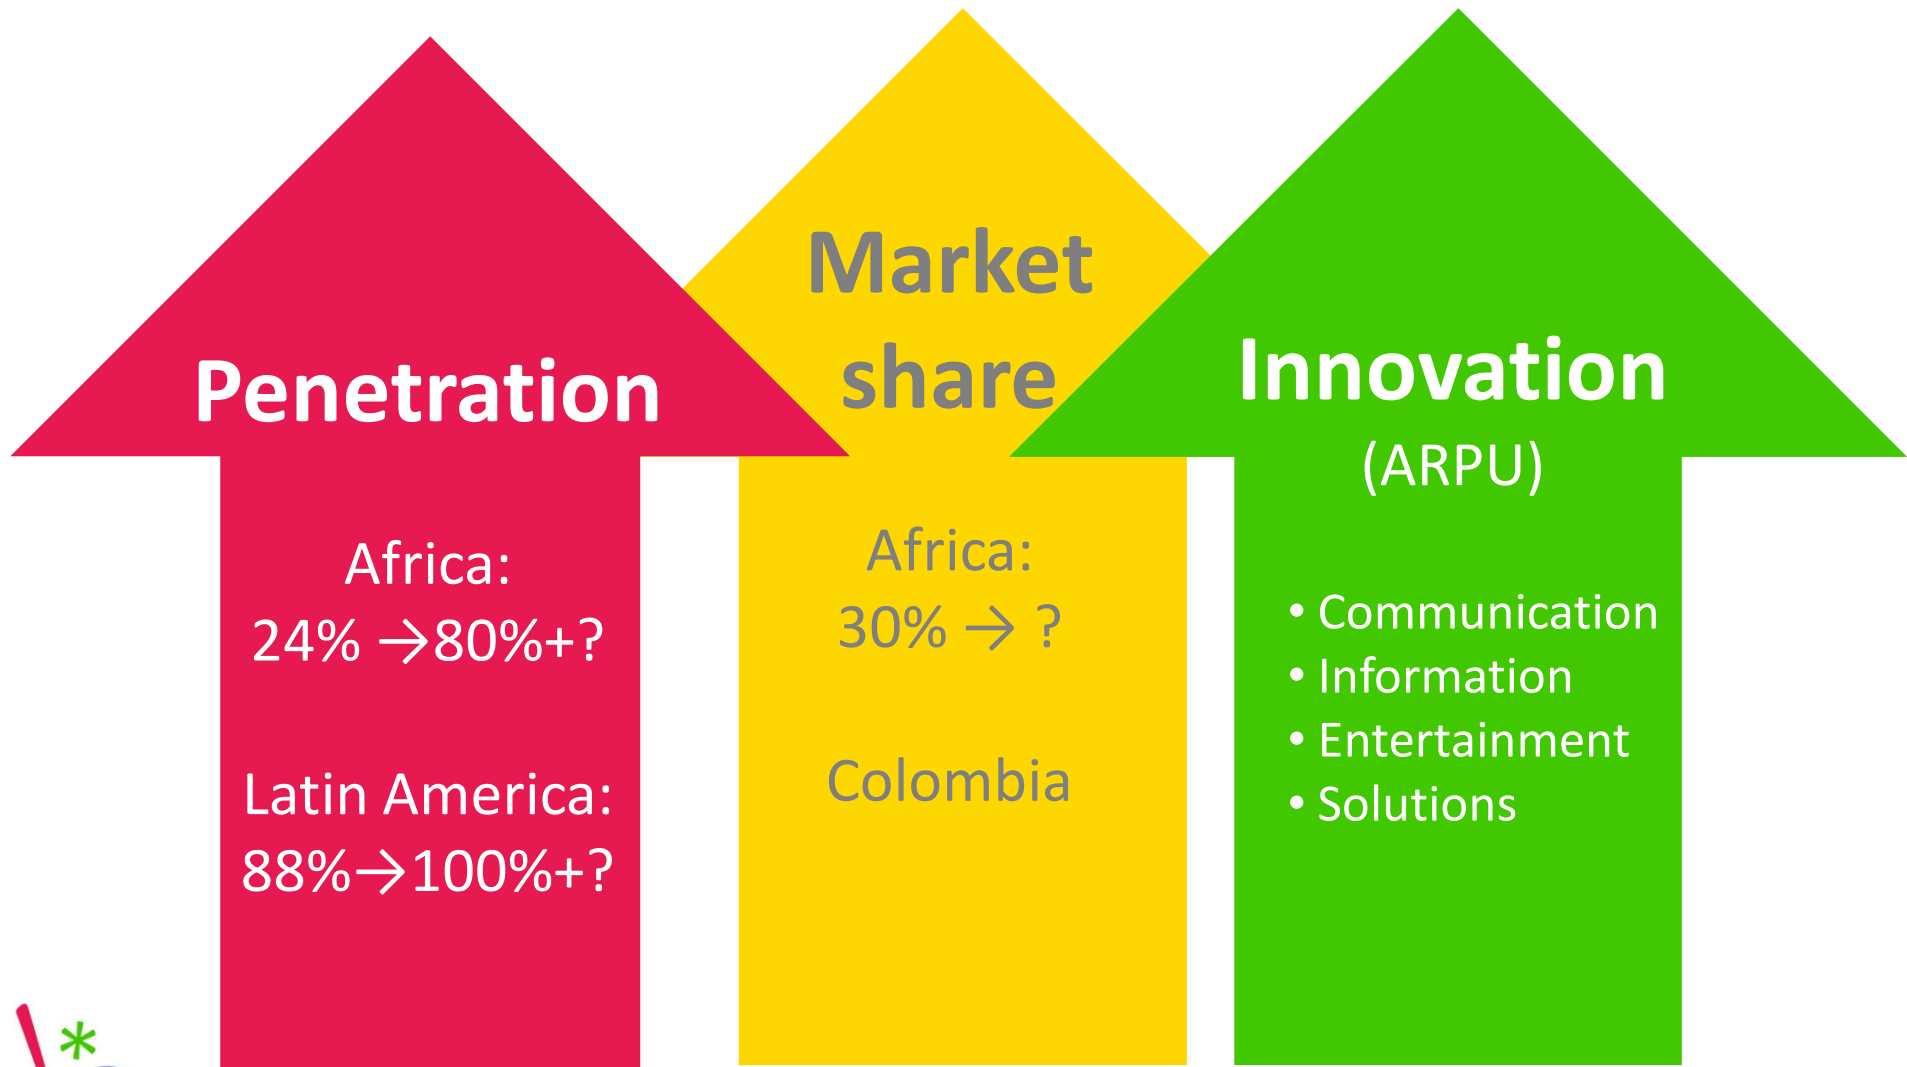 Penetration
Africa:
24% →80%+?
Latin America:
88%→100%+?
Market
share
Africa:
30% → ?
Colombia
Innovation
(ARPU)
• Communication
• Information
• Entertainment
• Solutions